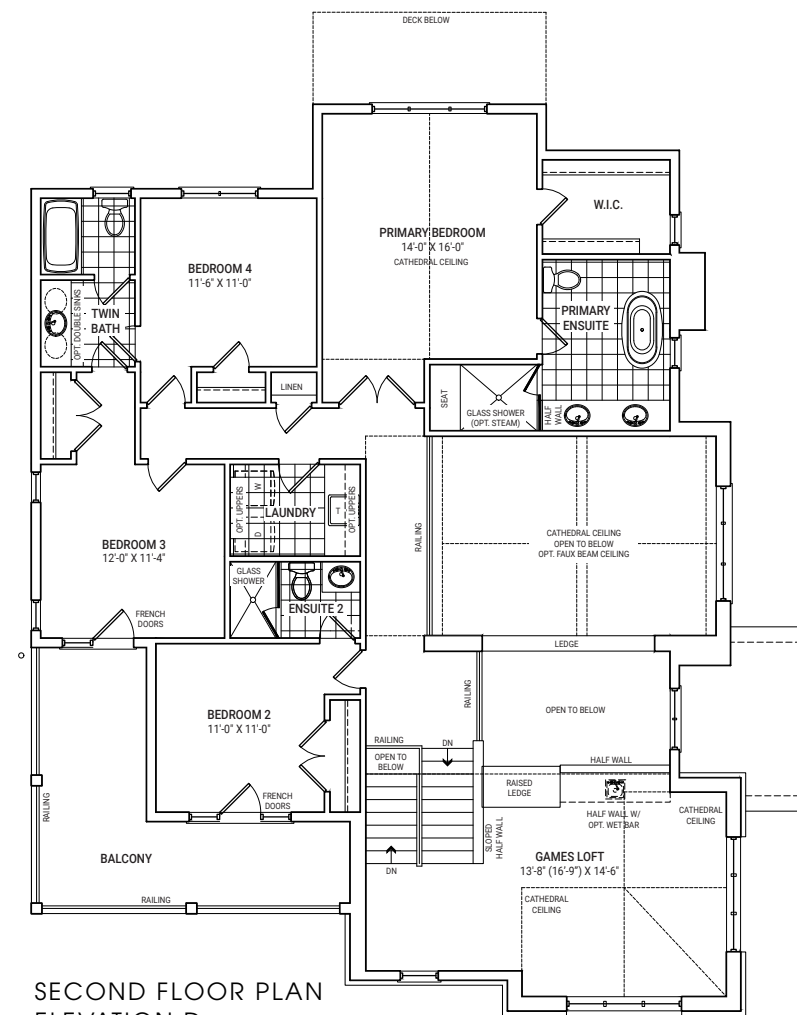 DECK BELOW
W.I.C.
PRIMARY BEDROOM
14'-0" X 16'-0"
CATHEDRAL CEILING
BEDROOM 4
11'-6" X 11'-0"
TWIN
BATH
OPT. DOUBLE SINKS
PRIMARY
ENSUITE
LINEN
SEAT
GLASS SHOWER
(OPT. STEAM)
HALF
WALL
OPT. UPPERS
W
D
LAUNDRY
T
OPT. UPPERS
RAILING
CATHEDRAL CEILING
OPEN TO BELOW
OPT. FAUX BEAM CEILING
BEDROOM 3
12'-0" X 11'-4"
GLASS
SHOWER
ENSUITE 2
FRENCH
DOORS
LEDGE
RAILING
OPEN TO BELOW
BEDROOM 2
11'-0" X 11'-0"
RAILING
DN
OPEN TO
BELOW
HALF WALL
RAISED
LEDGE
FRENCH
DOORS
RAILING
HALF WALL W/
OPT. WET BAR
CATHEDRAL
CEILING
SLOPED
HALF WALL
BALCONY
GAMES LOFT
13'-8" (16'-9") X 14'-6"
DN
RAILING
CATHEDRAL
CEILING
SECOND FLOOR PLAN